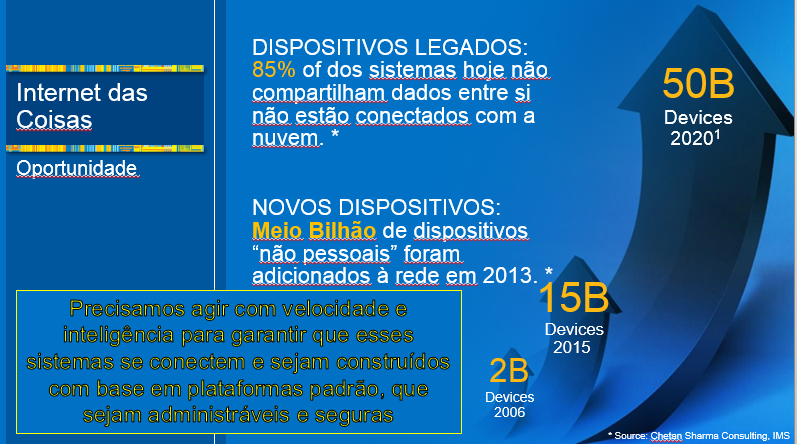 Internet das
Coisas
Oportunidade
DISPOSITIVOS LEGADOS:
85% of dos sistemas hoje não
compartilham dados entre si
não estão conectados com a
nuvem. *
NOVOS DISPOSITIVOS:
Meio Bilhão de dispositivos
“não pessoais” foram
adicionados à rede em 2013. *
Precisamos agir com velocidade e
inteligência para garantir que esses
sistemas se conectem e sejam construídos
com base em plataformas padrão, que
sejam administráveis e seguras
50B
Devices
2020¹
15B
Devices
2015
2B
Devices
2006
* Source: Chetan Sharma Consulting, IMS